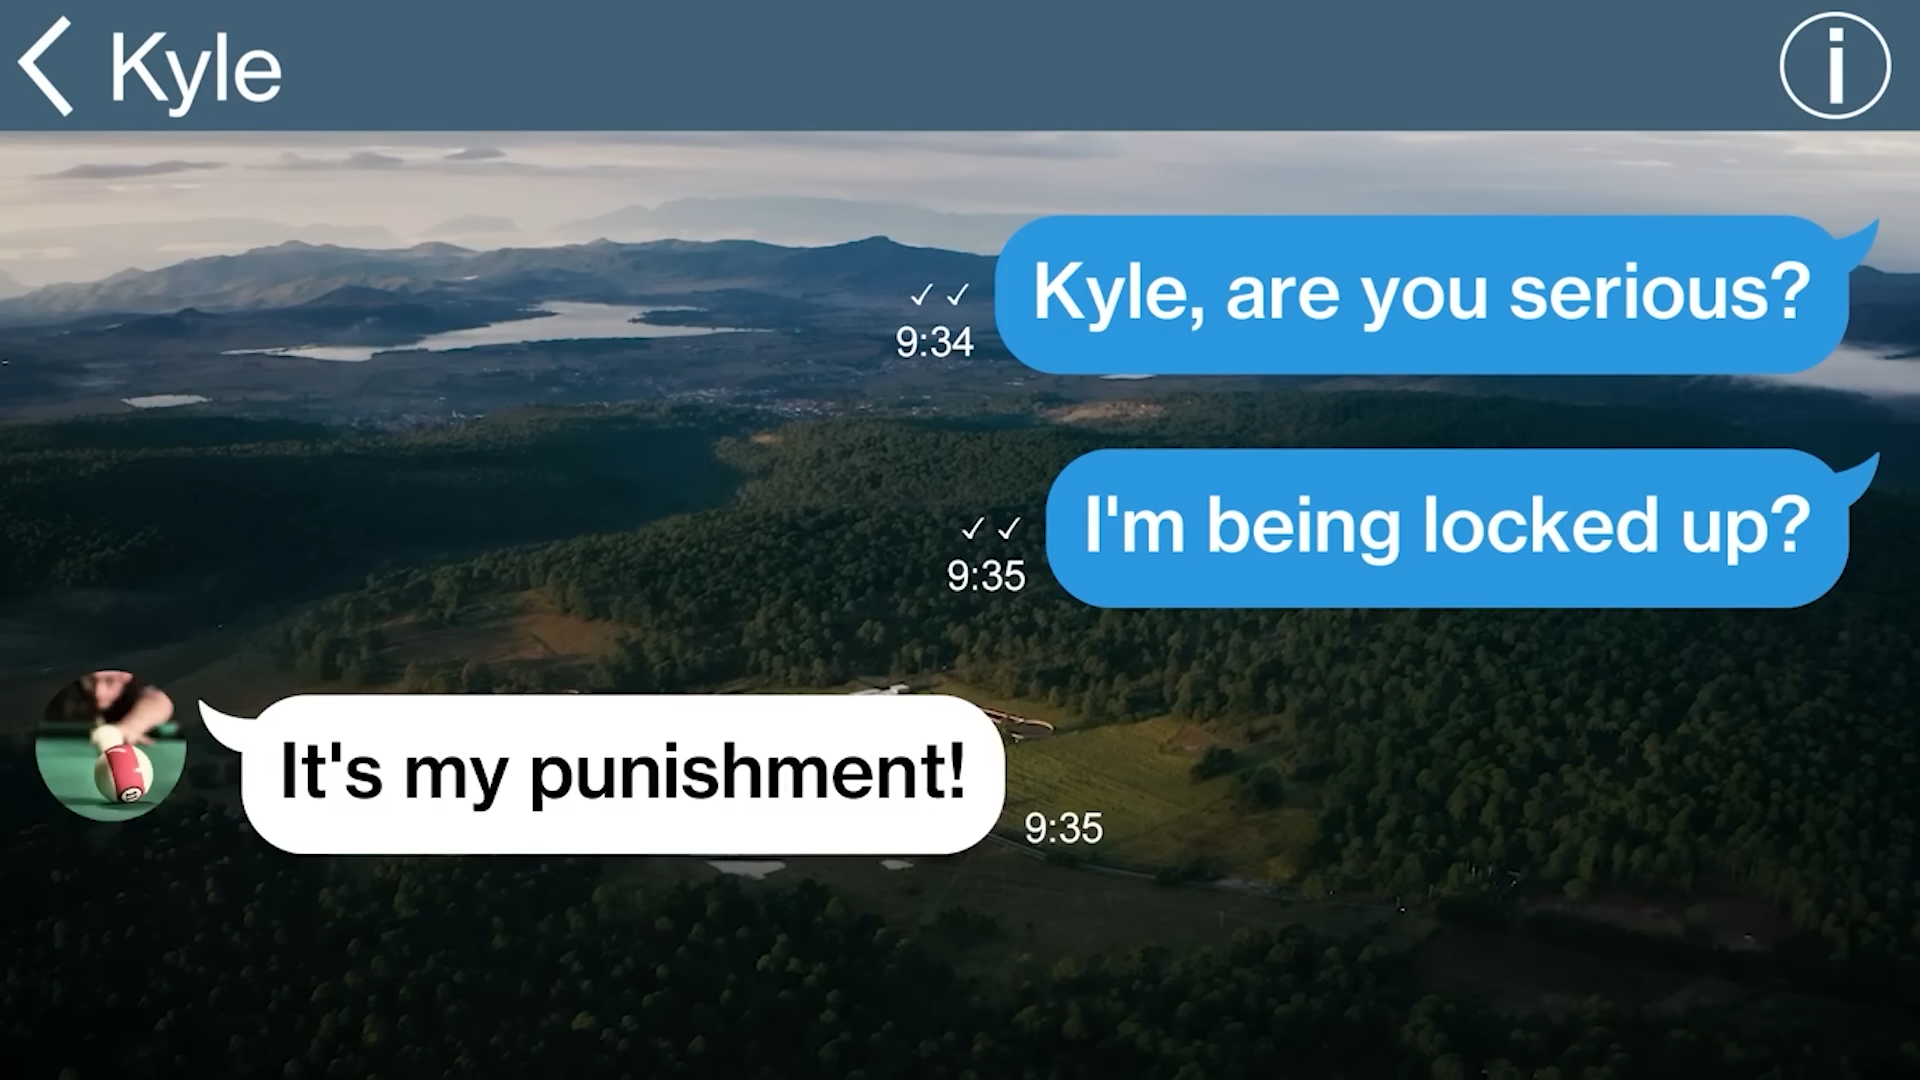 Kyle
Kyle, are you serious?
9:34
I'm being locked up?
9:35
It's my punishment!
9:35